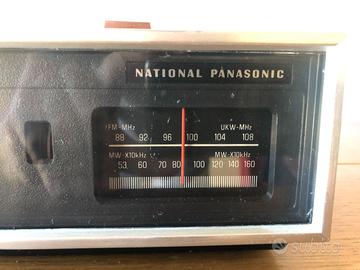 NATIONAL PANASONIC
FM-MHz UKW-MHz
88 92 96 100 104 108
MW-X10kHz MW-X10kHz
53 60 70 80 100 120 140 160
subito